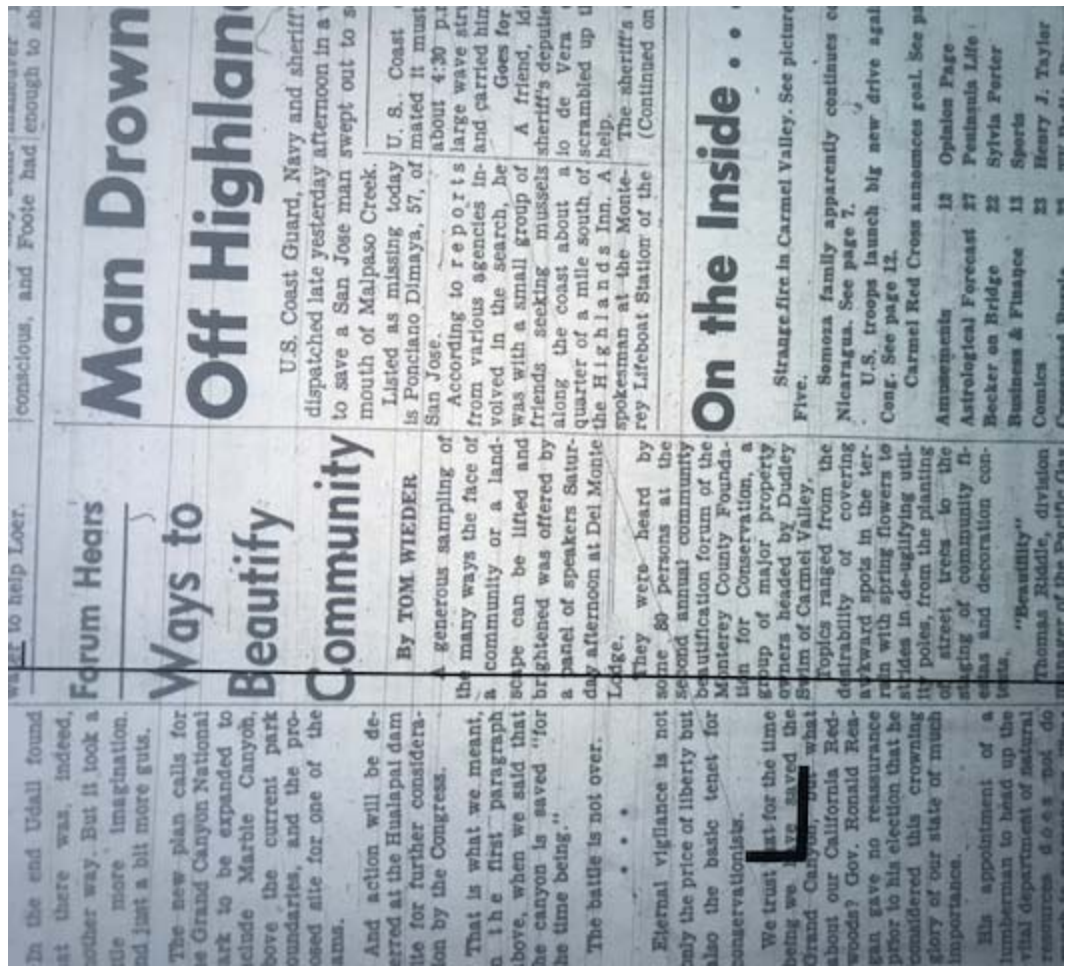 In the end Udall found
at there was, indeed,
nother way. But it took a
ttle more imagination.
nd just a bit more guts.
The new plan calls for
e Grand Canyon National
ark to be expanded to
clude Marble Canyon,
bove the current park
oundaries, and the pro-
osed site for one of the
ams.
And action will be de-
erred at the Hualapai dam
ite for further considera-
ion by the Congress.
That is what we meant,
n the first paragraph
bove, when we said that
he canyon is saved "for
he time being."
The battle is not over.
* * *
Eternal vigilance is not
only the price of liberty but
also the basic tenet for
conservationists.
We trust that for the time
being we have saved the
Grand Canyon, but what
about our California Red-
woods? Gov. Ronald Rea-
gan gave no reassurance
prior to his election that he
considered this crowning
glory of our state of much
importance.
His appointment of a
lumberman to head up the
vital department of natural
resources does not do
to help Loer.
Forum Hears
Ways to
Beautify
Community
By TOM WIEDER
A generous sampling of
the many ways the face of
a community or a land-
scape can be lifted and
brightened was offered by
a panel of speakers Satur-
day afternoon at Del Monte
Lodge.
They were heard by
some 80 persons at the
second annual community
beautification forum of the
Monterey County Founda-
tion for Conservation, a
group of major property
owners headed by Dudley
Swim of Carmel Valley.
Topics ranged from the
desirability of covering
awkward spots in the ter-
rain with spring flowers to
strides in de-uglifying util-
ity poles, from the planting
of street trees to the
staging of community fi-
estas and decoration con-
tests.
"Beautility"
Thomas Riddle, division
manager of the Pacific Gas
conscious, and Foote had enough to ab
Man Drown
Off Highlan
U.S. Coast Guard, Navy and sheriff'
dispatched late yesterday afternoon in a v
to save a San Jose man swept out to s
mouth of Malpaso Creek.
Listed as missing today
is Ponciano Dimaya, 57, of
San Jose.
According to reports
from various agencies in-
volved in the search, he
was with a small group of
friends seeking mussels
along the coast about a
quarter of a mile south of
the Highlands Inn. A
spokesman at the Monte-
rey Lifeboat Station of the
U. S. Coast
mated it must
about 4:30 p.m
large wave stru
and carried him
Goes for
A friend, ide
sheriff's deputie
io de Vera
scrambled up t
help.
The sheriff's
(Continued on
On the Inside . . .
Strange fire in Carmel Valley. See picture
Five.
Somoza family apparently continues co
Nicaragua. See page 7.
U.S. troops launch big new drive agai
Cong. See page 12.
Carmel Red Cross announces goal. See pa
Amusements 12 Opinion Page
Astrological Forecast 27 Peninsula Life
Becker on Bridge 22 Sylvia Porter
Business & Finance 13 Sports
Comics 23 Henry J. Taylor